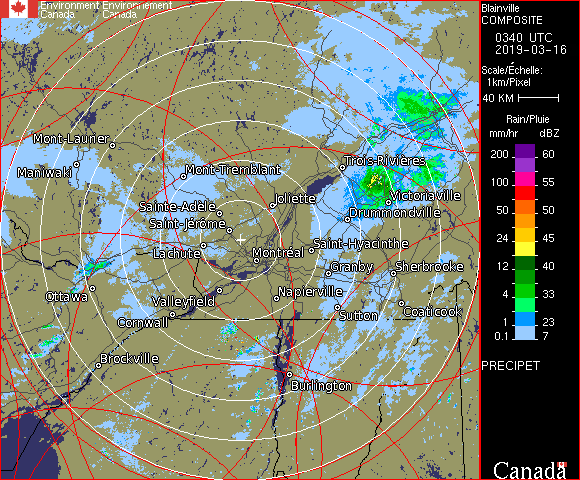 Environment Environnement
Canada Canada
Blainville
COMPOSITE
0340 UTC
2019-03-16
Scale/Échelle:
1km/Pixel
40 KM
Rain/Pluie
mm/hr dBZ
200 60
150 57
100 55
50 50
24 45
12 40
4 33
1 23
0.1 7
PRECIPET
Canada
Mont-Laurier
Maniwaki
Mont-Tremblant
Trois-Rivières
Sainte-Adèle
Joliette
Victoriaville
Saint-Jérôme
Drummondville
Lachute
Montréal
Saint-Hyacinthe
Granby
Sherbrooke
Ottawa
Valleyfield
Napierville
Cornwall
Sutton
Coaticook
Brockville
Burlington